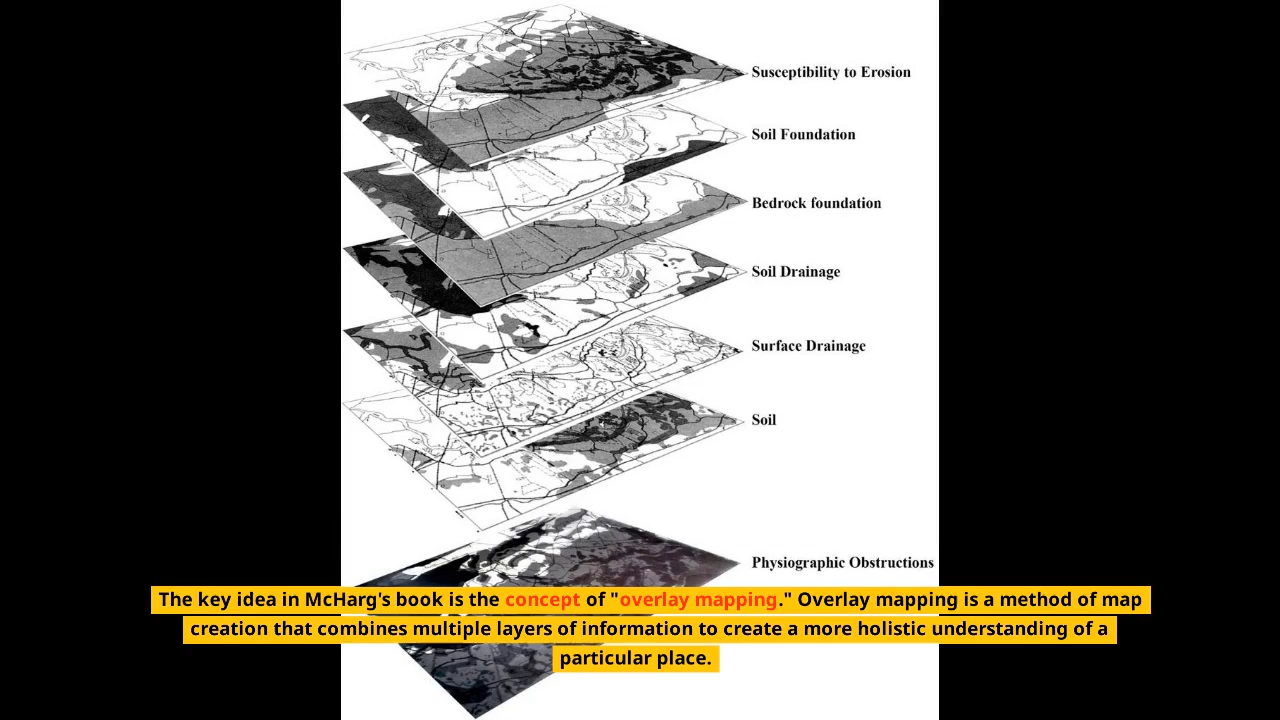 Susceptibility to Erosion
Soil Foundation
Bedrock foundation
Soil Drainage
Surface Drainage
Soil
Physiographic Obstructions
The key idea in McHarg's book is the concept of "overlay mapping." Overlay mapping is a method of map
creation that combines multiple layers of information to create a more holistic understanding of a
particular place.